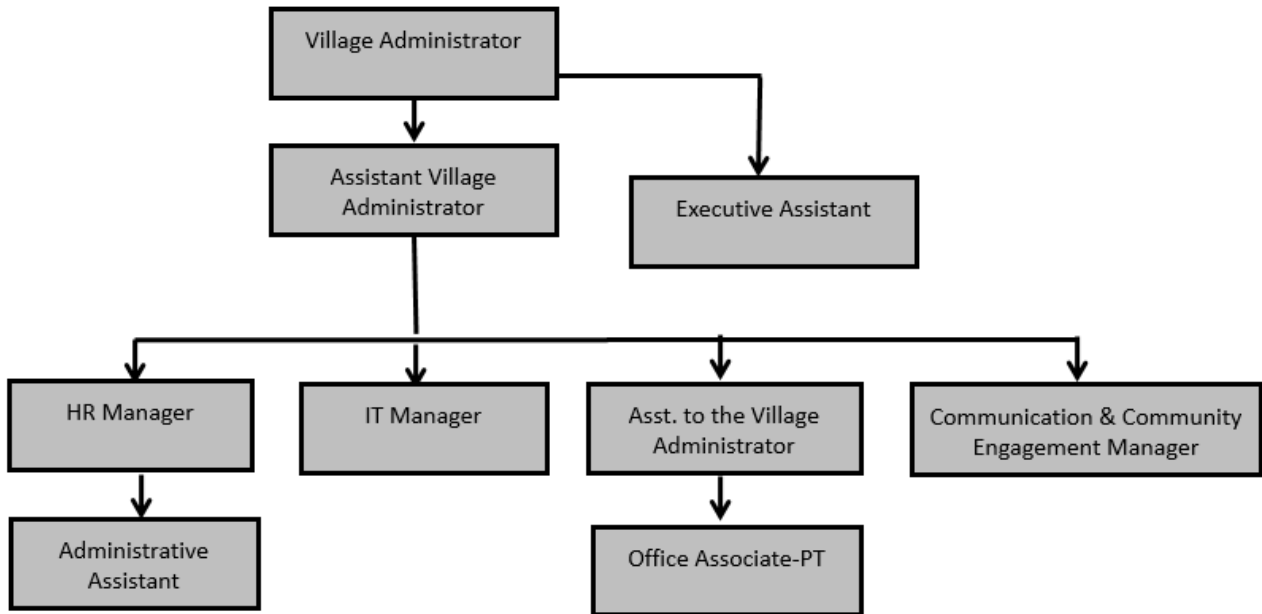 Village Administrator
Assistant Village
Administrator
Executive Assistant
HR Manager
IT Manager
Asst. to the Village
Administrator
Communication & Community
Engagement Manager
Administrative
Assistant
Office Associate-PT